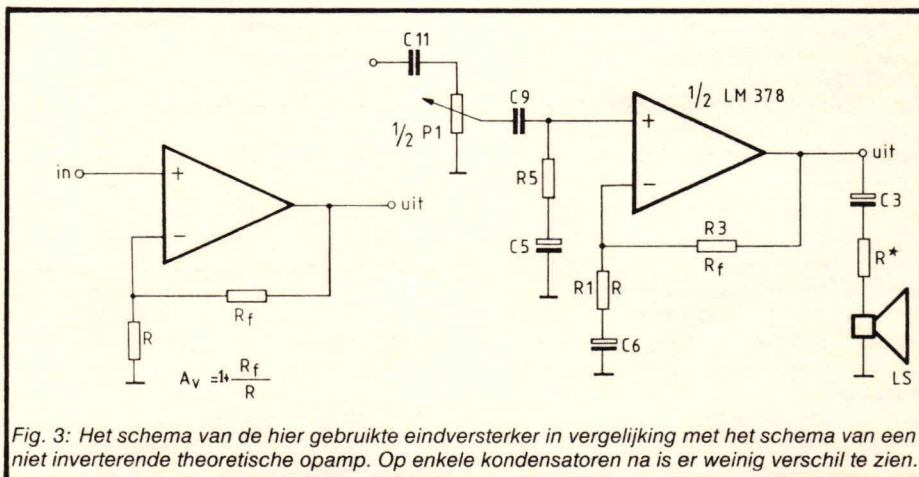 in
+
−
uit
R
Rf
Av = 1+ Rf
R
C11
½ P1
C9
R5
C5
½ LM 378
+
−
uit
R3
Rf
R1
R
C6
C3
R*
LS
Fig. 3: Het schema van de hier gebruikte eindversterker in vergelijking met het schema van een
niet inverterende theoretische opamp. Op enkele kondensatoren na is er weinig verschil te zien.